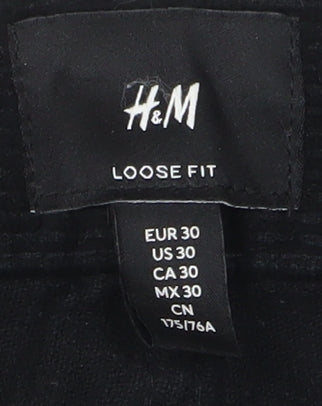 H&M
LOOSE FIT
EUR 30
US 30
CA 30
MX 30
CN
175/76A